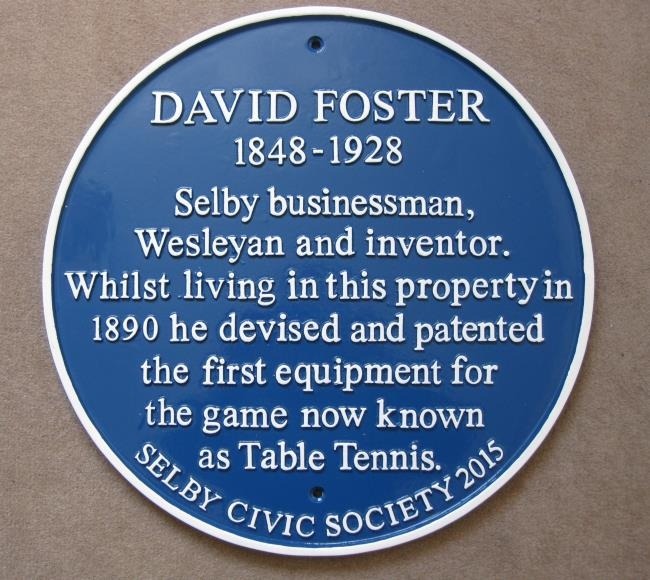 DAVID FOSTER
1848-1928
Selby businessman,
Wesleyan and inventor.
Whilst living in this property in
1890 he devised and patented
the first equipment for
the game now known
as Table Tennis.
SELBY CIVIC SOCIETY 2015